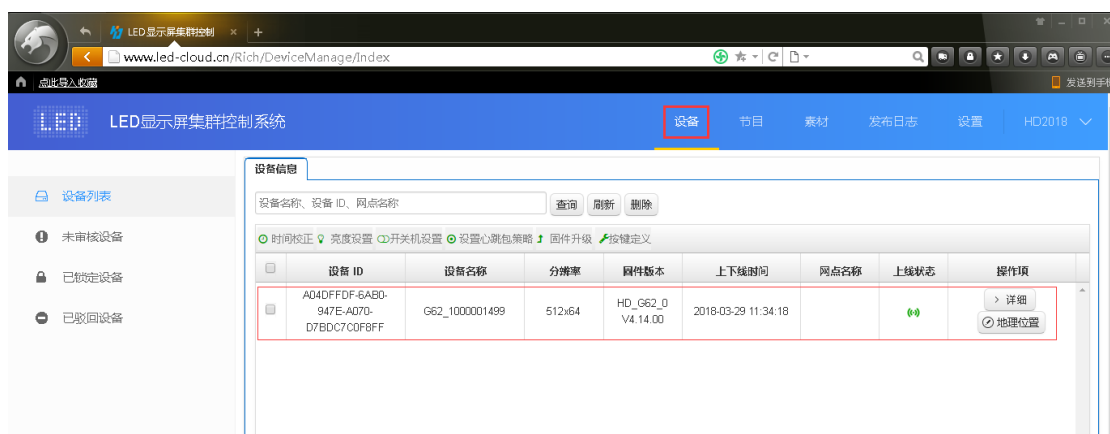 LED显示屏集群控制
www.led-cloud.cn/Rich/DeviceManage/Index
点此导入收藏
发送到手机
LED
LED显示屏集群控制系统
设备
节目
素材
发布日志
设置
HD2018
设备信息
设备列表
未审核设备
已锁定设备
已驳回设备
设备名称、设备 ID、网点名称
查询
刷新
删除
时间校正 亮度设置 开关机设置 设置心跳包策略 固件升级 按键定义
设备 ID 设备名称 分辨率 固件版本 上下线时间 网点名称 上线状态 操作项
A04DFFDF-6AB0-
947E-A070-
D7BDC7C0F8FF
G62_1000001499
512x64
HD_G62_0
V4.14.00
2018-03-29 11:34:18
详细
地理位置